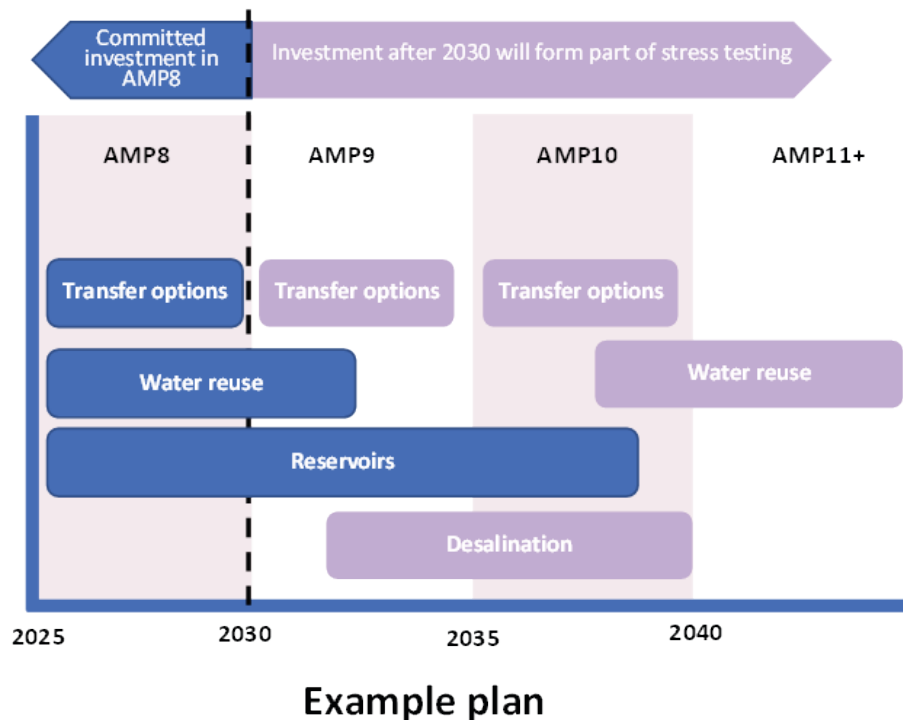 Committed
investment in
AMP8
Investment after 2030 will form part of stress testing
AMP8
AMP9
AMP10
AMP11+
Transfer options
Transfer options
Transfer options
Water reuse
Water reuse
Reservoirs
Desalination
2025
2030
2035
2040
Example plan